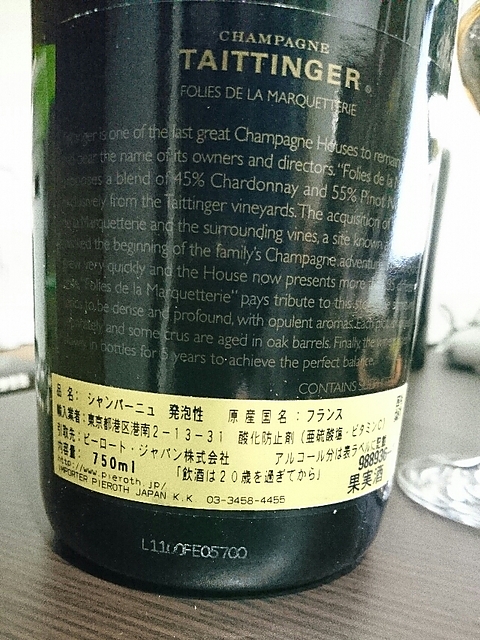 CHAMPAGNE
TAITTINGER
FOLIES DE LA MARQUETTERIE
is one of the last great Champagne Houses to remain
the name of its owners and directors. "Folies de la
a blend of 45% Chardonnay and 55% Pinot
from the Taittinger vineyards. The acquisition of
Marquetterie and the surrounding vines, a site known
the beginning of the family's Champagne adventure
very quickly and the House now presents more
"Folies de la Marquetterie" pays tribute to this
to be dense and profound, with opulent aromas. Each
and some crus are aged in oak barrels. Finally, the
in bottles for 5 years to achieve the perfect balance.
CONTAINS
品名: シャンパーニュ 発泡性 原産国名:フランス
輸入業者:東京都港区港南2-13-31 酸化防止剤(亜硫酸塩・ビタミンC)
引取先:ピーロート・ジャパン株式会社 アルコール分は表ラベルに記載
内容量: 750ml 「飲酒は20歳を過ぎてから」 988936
http://www.pieroth.jp/ 果実酒
IMPORTER PIEROTH JAPAN K.K 03-3458-4455